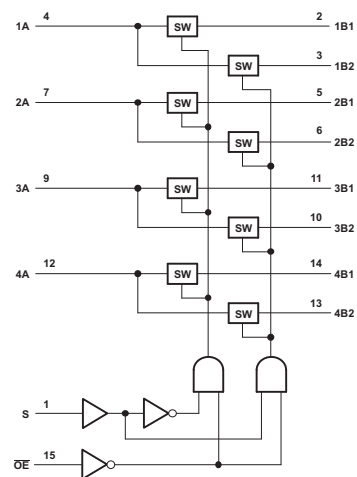 1A 4 SW 2 1B1
SW 3 1B2
2A 7 SW 5 2B1
SW 6 2B2
3A 9 SW 11 3B1
SW 10 3B2
4A 12 SW 14 4B1
SW 13 4B2
S 1
OE 15